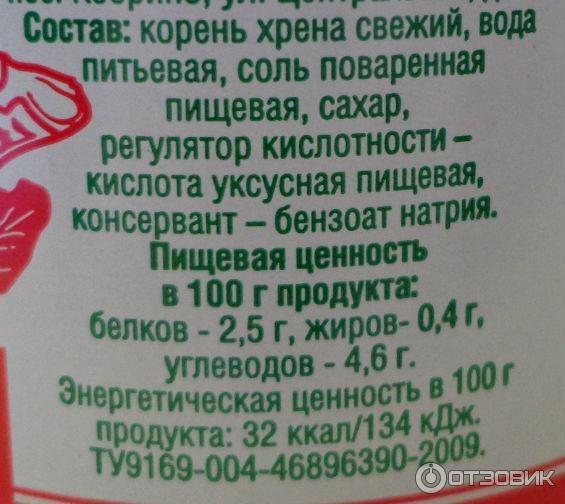 Состав: корень хрена свежий, вода
питьевая, соль поваренная
пищевая, сахар,
регулятор кислотности –
кислота уксусная пищевая,
консервант – бензоат натрия.
Пищевая ценность
в 100 г продукта:
белков - 2,5 г, жиров- 0,4 г,
углеводов - 4,6 г.
Энергетическая ценность в 100 г
продукта: 32 ккал/134 кДж.
ТУ9169-004-46896390-2009.
ОТЗОВИК